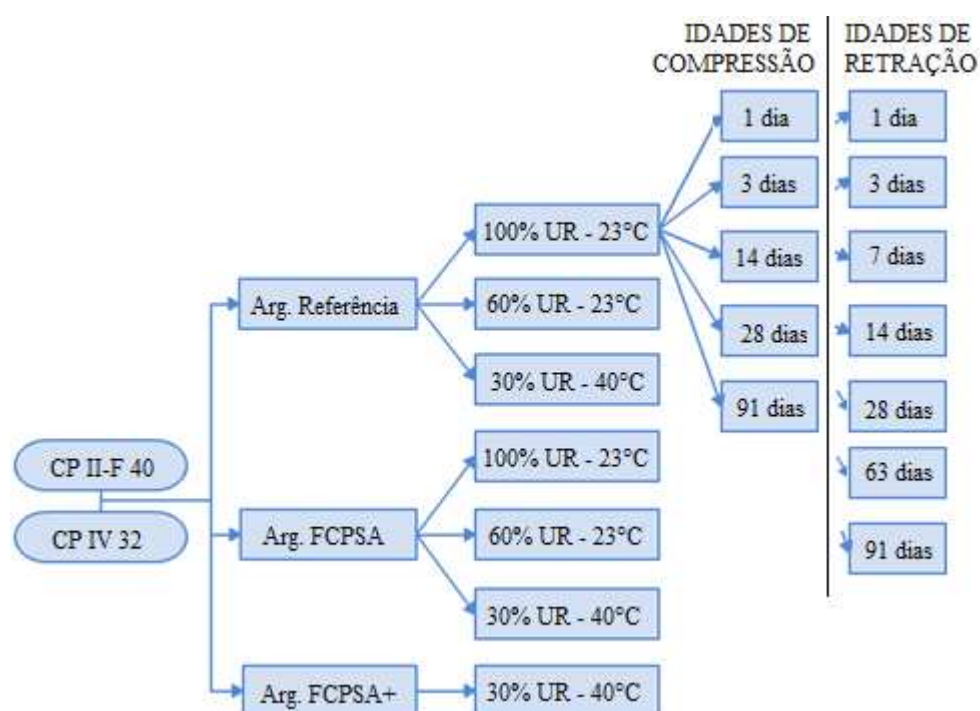 IDADES DE
COMPRESSÃO
IDADES DE
RETRAÇÃO
1 dia
1 dia
3 dias
3 dias
100% UR - 23°C
14 dias
7 dias
Arg. Referência
60% UR - 23°C
28 dias
14 dias
30% UR - 40°C
91 dias
28 dias
CP II-F 40
100% UR - 23°C
63 dias
CP IV 32
Arg. FCPSA
60% UR - 23°C
91 dias
30% UR - 40°C
Arg. FCPSA+
30% UR - 40°C